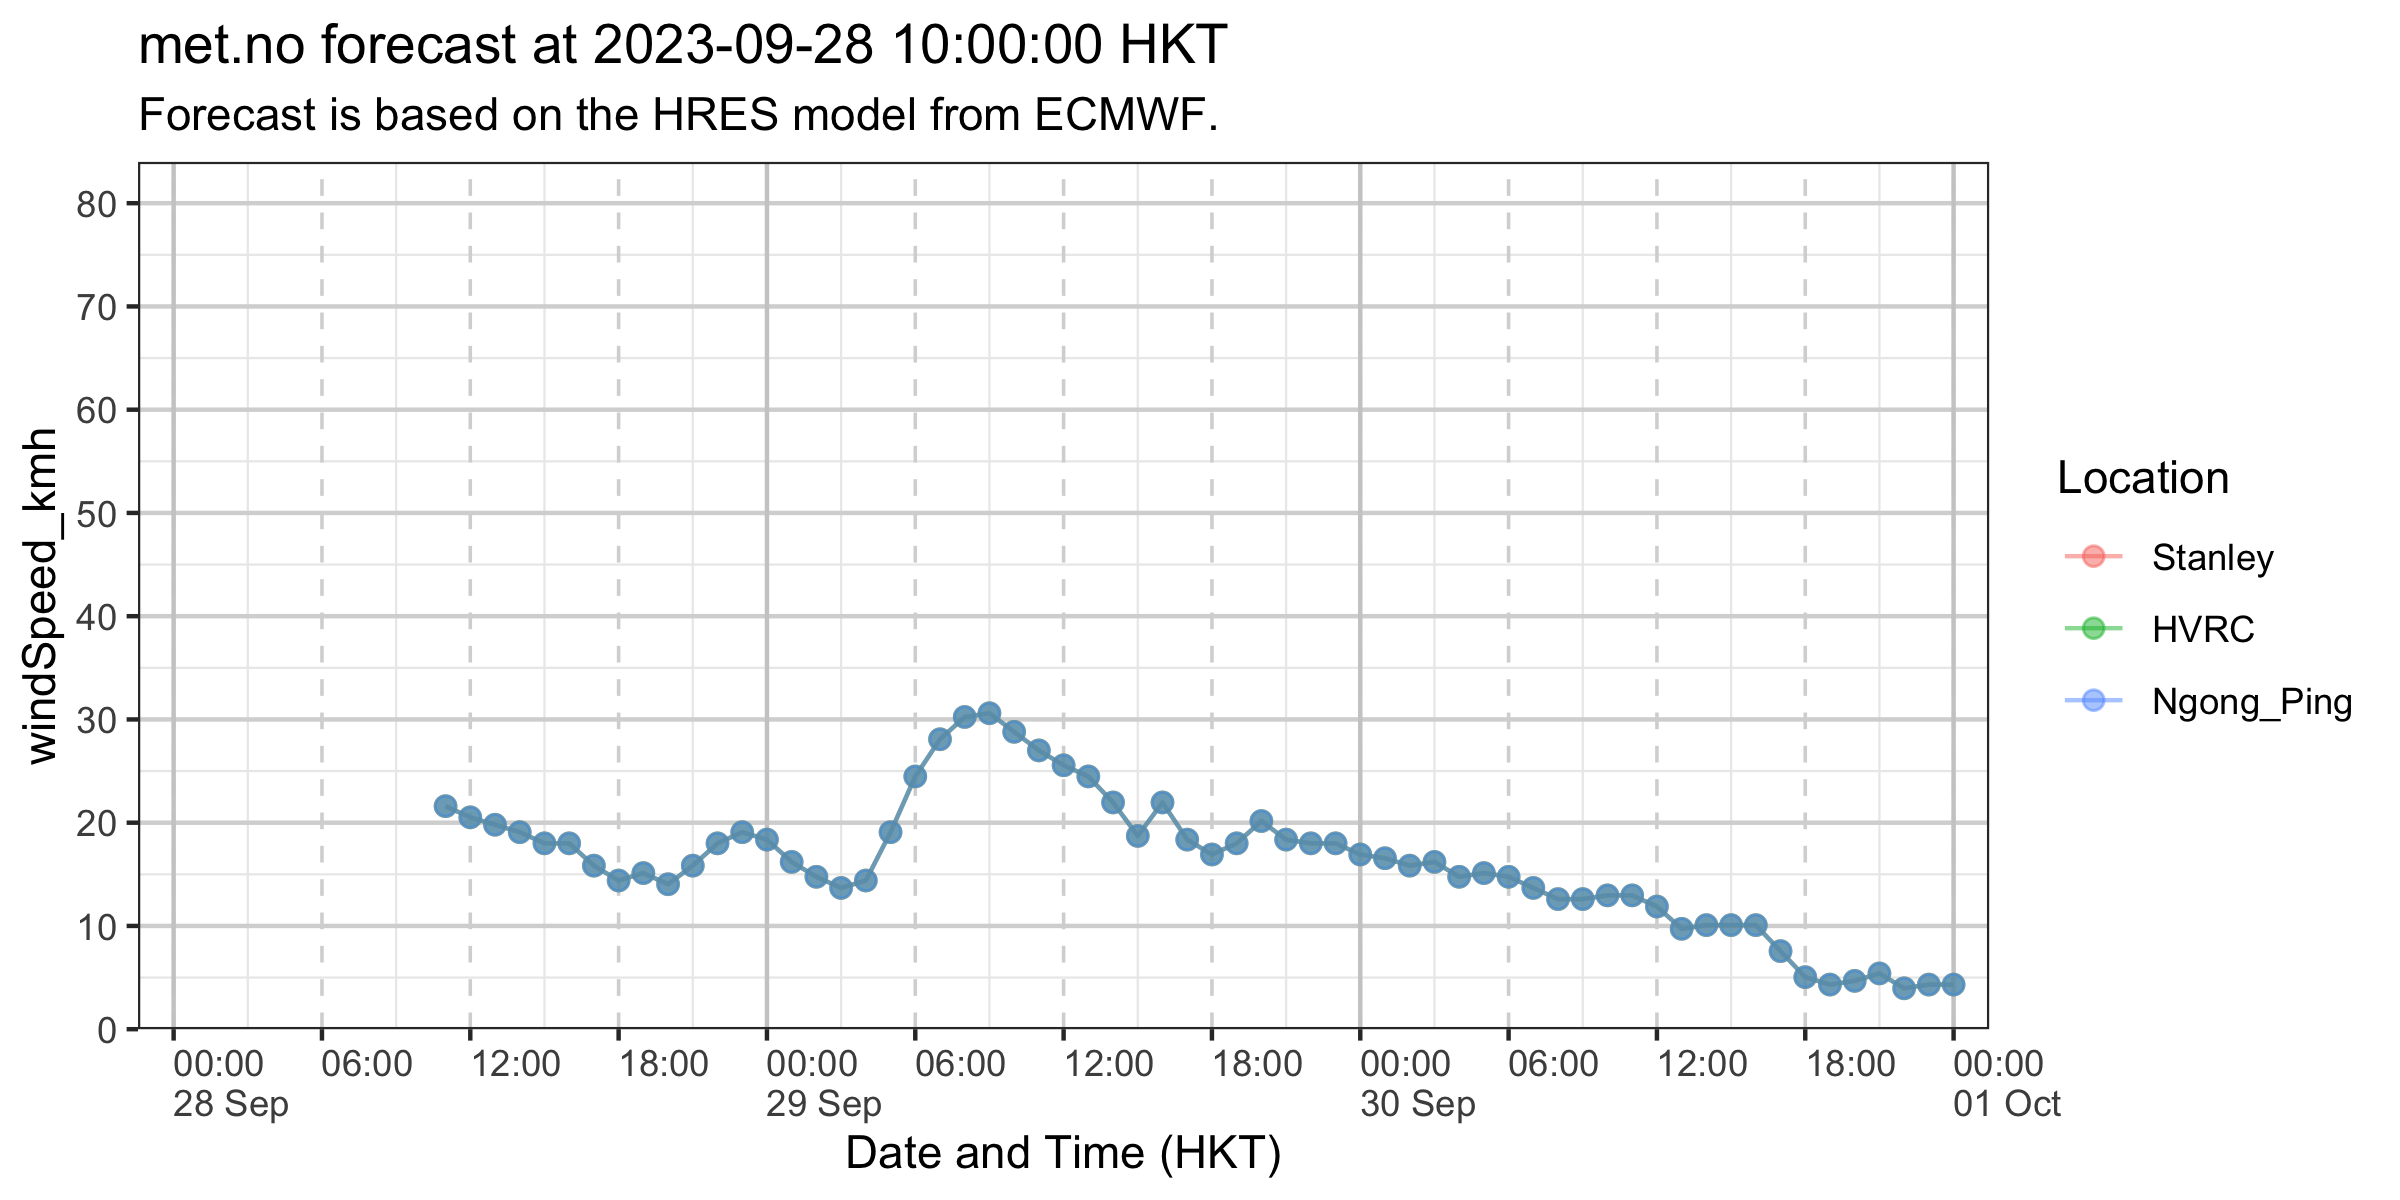 met.no forecast at 2023-09-28 10:00:00 HKT
Forecast is based on the HRES model from ECMWF.
windSpeed_kmh
80
70
60
50
40
30
20
10
0
00:00 06:00 12:00 18:00 00:00 06:00 12:00 18:00 00:00 06:00 12:00 18:00 00:00
28 Sep 29 Sep 30 Sep 01 Oct
Date and Time (HKT)
Location
Stanley
HVRC
Ngong_Ping